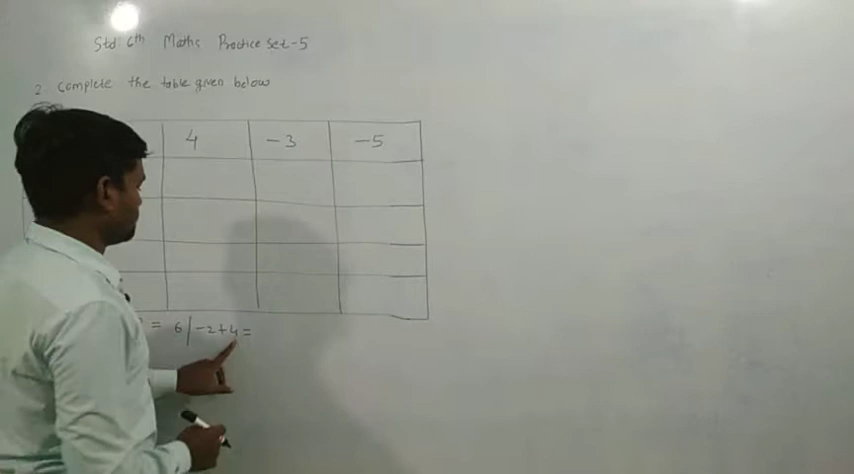 Std 6th Maths Practice Set-5
2 Complete the table given below
4 -3 -5
= 6 | -2+4 =